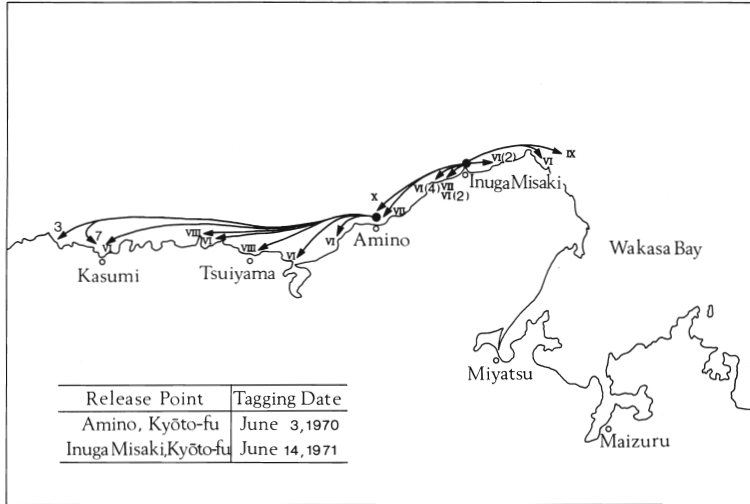 VI(2)
VI
IX
VI(4)
VII
VI(2)
Inuga Misaki
X
VII
Amino
3
7
VI
VIII
VI
VIII
VI
VI
Kasumi
Tsuiyama
Wakasa Bay
Miyatsu
Maizuru
Release Point Tagging Date
Amino, Kyōto-fu June 3,1970
Inuga Misaki,Kyōto-fu June 14,1971